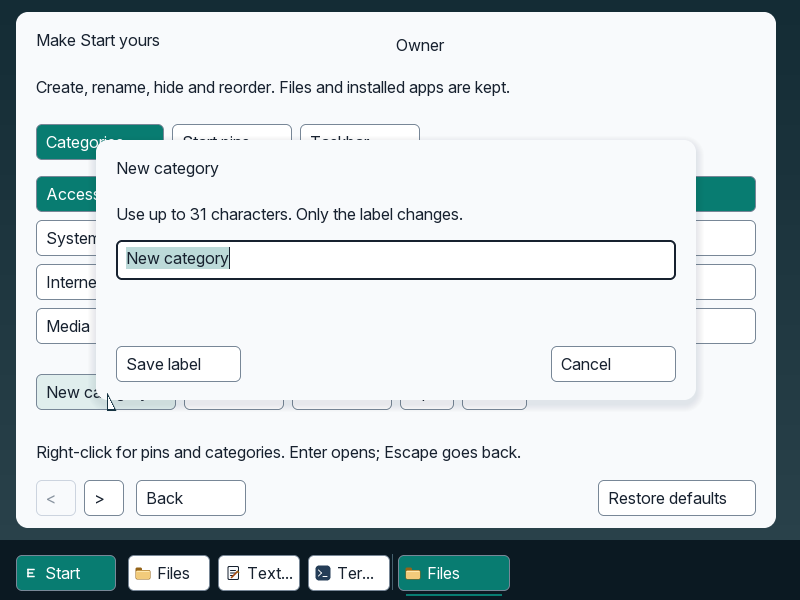 Make Start yours
Owner
Create, rename, hide and reorder. Files and installed apps are kept.
New category
Use up to 31 characters. Only the label changes.
New category
Save label
Cancel
System
Media
Right-click for pins and categories. Enter opens; Escape goes back.
<
>
Back
Restore defaults
Start
Files
Text...
Ter...
Files